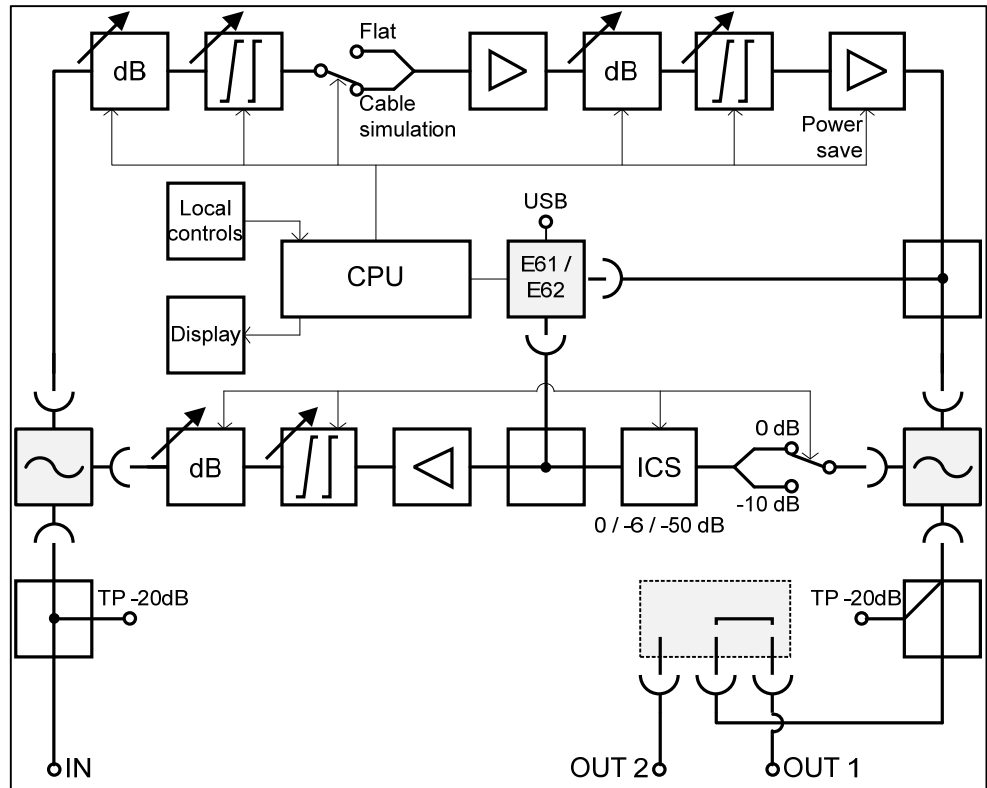 Flat
dB
dB
Cable
simulation
Power
save
Local
controls
USB
CPU
E61 /
E62
Display
0 dB
dB
ICS
-10 dB
0 / -6 / -50 dB
TP -20dB
TP -20dB
IN
OUT 2
OUT 1